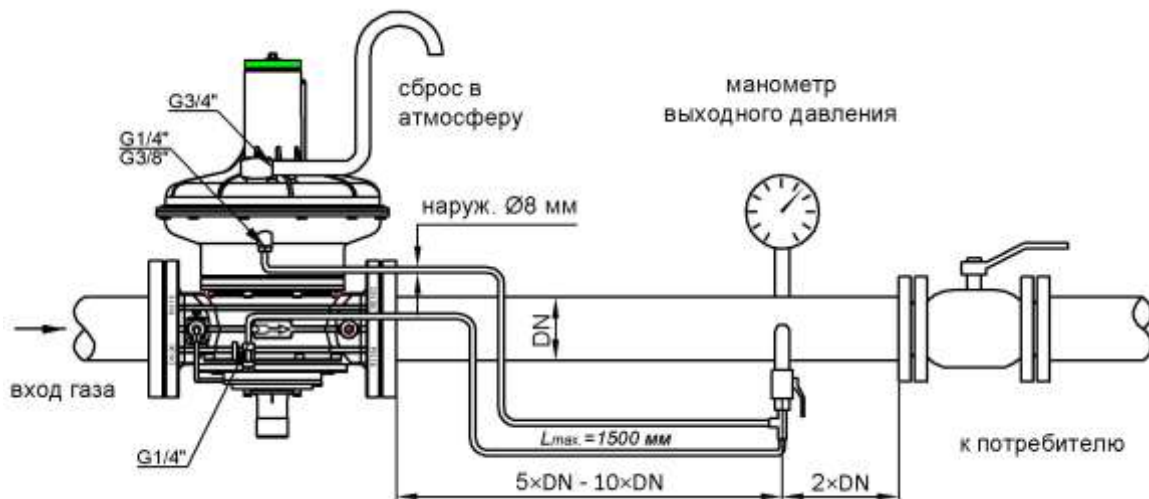 G3/4"
G1/4"
G3/8"
сброс в
атмосферу
манометр
выходного давления
наруж. Ø8 мм
DN
вход газа
G1/4"
Lmax.=1500 мм
к потребителю
5×DN - 10×DN
2×DN